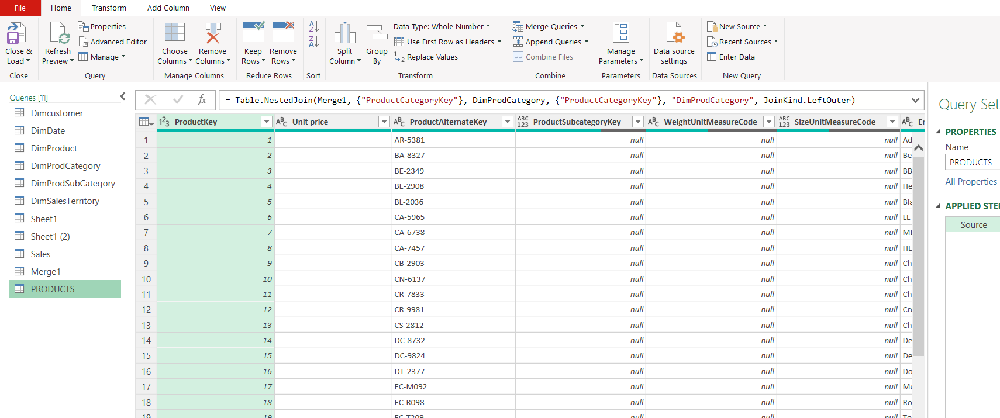 File Home Transform Add Column View
Close & Load Close
Refresh Preview Properties Advanced Editor Manage Query
Choose Columns Remove Columns Manage Columns
Keep Rows Remove Rows Reduce Rows
Sort
Split Column Group By Data Type: Whole Number Use First Row as Headers Replace Values Transform
Merge Queries Append Queries Combine Files Combine
Manage Parameters Parameters
Data source settings Data Sources
New Source Recent Sources Enter Data New Query
Queries [11]
Dimcustomer
DimDate
DimProduct
DimProdCategory
DimProdSubCategory
DimSalesTerritory
Sheet1
Sheet1 (2)
Sales
Merge1
PRODUCTS
fx = Table.NestedJoin(Merge1, {"ProductCategoryKey"}, DimProdCategory, {"ProductCategoryKey"}, "DimProdCategory", JoinKind.LeftOuter)
ProductKey Unit price ProductAlternateKey ProductSubcategoryKey WeightUnitMeasureCode SizeUnitMeasureCode
1 1 AR-5381 null null null Ad
2 2 BA-8327 null null null Be
3 3 BE-2349 null null null BB
4 4 BE-2908 null null null He
5 5 BL-2036 null null null Bla
6 6 CA-5965 null null null LL
7 7 CA-6738 null null null ML
8 8 CA-7457 null null null HL
9 9 CB-2903 null null null Ch
10 10 CN-6137 null null null Ch
11 11 CR-7833 null null null Ch
12 12 CR-9981 null null null Cro
13 13 CS-2812 null null null Ch
14 14 DC-8732 null null null De
15 15 DC-9824 null null null De
16 16 DT-2377 null null null Do
17 17 EC-M092 null null null Mo
18 18 EC-R098 null null null Ro
19 19 EC-T209 null null null To
Query Set
PROPERTIES
Name
PRODUCTS
All Properties
APPLIED STE
Source